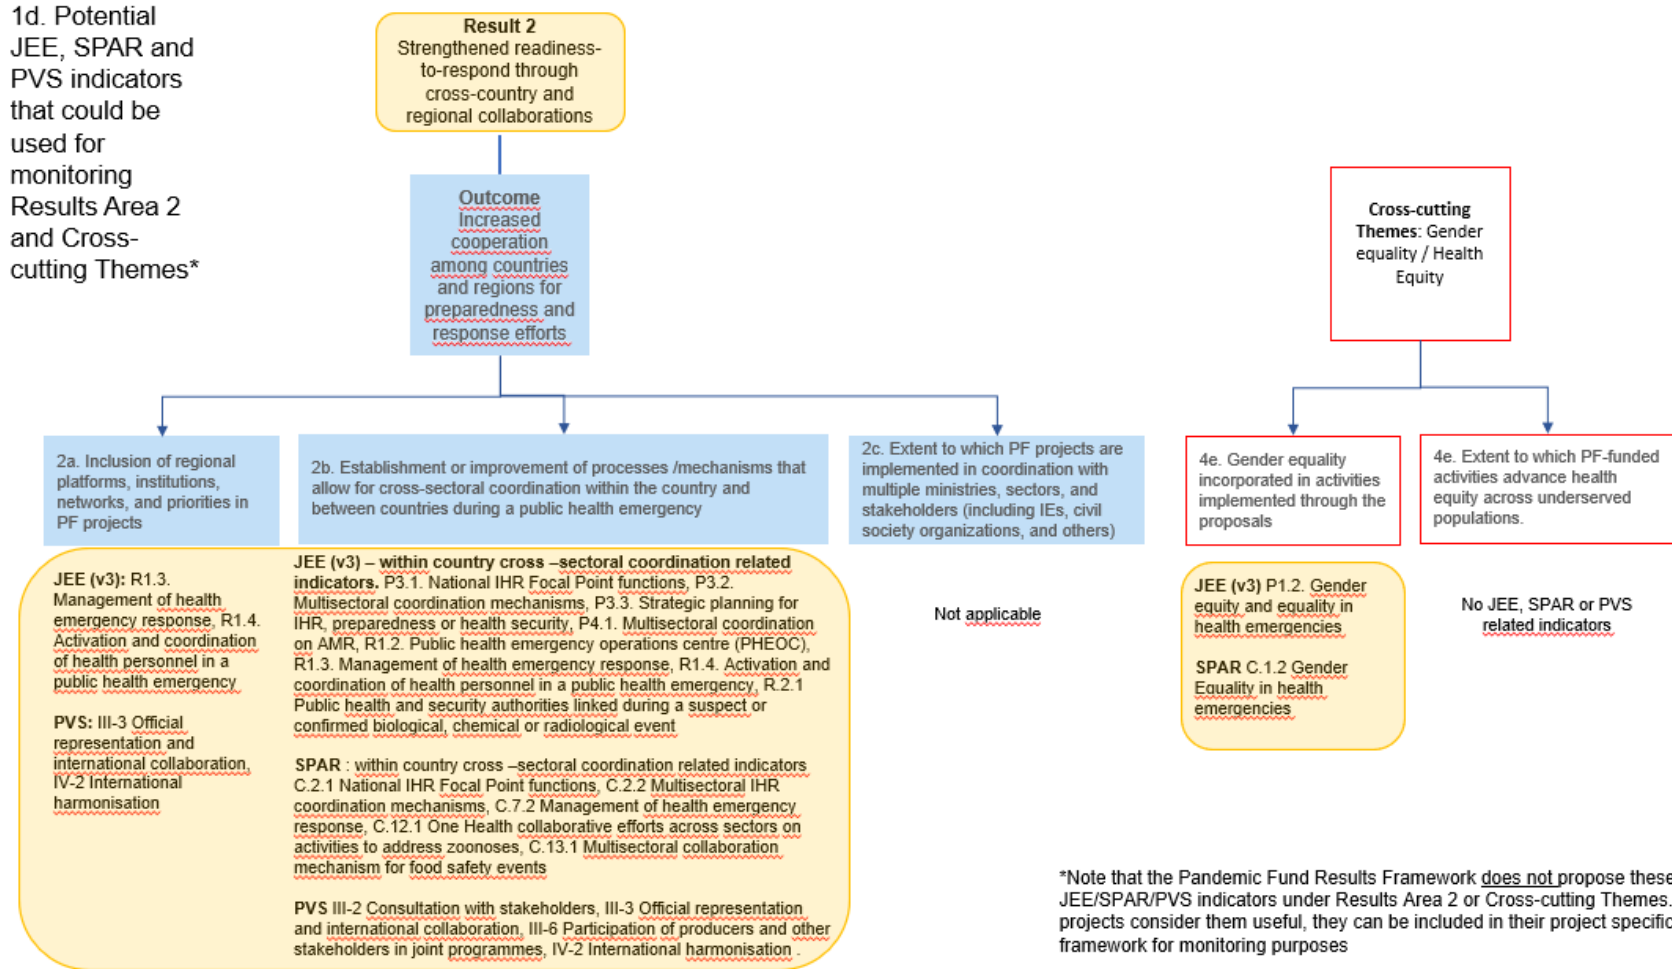 1d. Potential
JEE, SPAR and
PVS indicators
that could be
used for
monitoring
Results Area 2
and Cross-
cutting Themes*
Result 2
Strengthened readiness-
to-respond through
cross-country and
regional collaborations
Outcome
Increased
cooperation
among countries
and regions for
preparedness and
response efforts
Cross-cutting
Themes: Gender
equality / Health
Equity
2a. Inclusion of regional
platforms, institutions,
networks, and priorities in
PF projects
2b. Establishment or improvement of processes /mechanisms that
allow for cross-sectoral coordination within the country and
between countries during a public health emergency
2c. Extent to which PF projects are
implemented in coordination with
multiple ministries, sectors, and
stakeholders (including IEs, civil
society organizations, and others)
4e. Gender equality
incorporated in activities
implemented through the
proposals
4e. Extent to which PF-funded
activities advance health
equity across underserved
populations.
JEE (v3): R1.3.
Management of health
emergency response, R1.4.
Activation and coordination
of health personnel in a
public health emergency
PVS: III-3 Official
representation and
international collaboration,
IV-2 International
harmonisation
JEE (v3) – within country cross –sectoral coordination related
indicators. P3.1. National IHR Focal Point functions, P3.2.
Multisectoral coordination mechanisms, P3.3. Strategic planning for
IHR, preparedness or health security, P4.1. Multisectoral coordination
on AMR, R1.2. Public health emergency operations centre (PHEOC),
R1.3. Management of health emergency response, R1.4. Activation and
coordination of health personnel in a public health emergency, R.2.1
Public health and security authorities linked during a suspect or
confirmed biological, chemical or radiological event
SPAR : within country cross –sectoral coordination related indicators
C.2.1 National IHR Focal Point functions, C.2.2 Multisectoral IHR
coordination mechanisms, C.7.2 Management of health emergency
response, C.12.1 One Health collaborative efforts across sectors on
activities to address zoonoses, C.13.1 Multisectoral collaboration
mechanism for food safety events
PVS III-2 Consultation with stakeholders, III-3 Official representation
and international collaboration, III-6 Participation of producers and other
stakeholders in joint programmes, IV-2 International harmonisation .
Not applicable
JEE (v3) P1.2. Gender
equity and equality in
health emergencies
SPAR C.1.2 Gender
Equality in health
emergencies
No JEE, SPAR or PVS
related indicators
*Note that the Pandemic Fund Results Framework does not propose these
JEE/SPAR/PVS indicators under Results Area 2 or Cross-cutting Themes.
projects consider them useful, they can be included in their project specific
framework for monitoring purposes